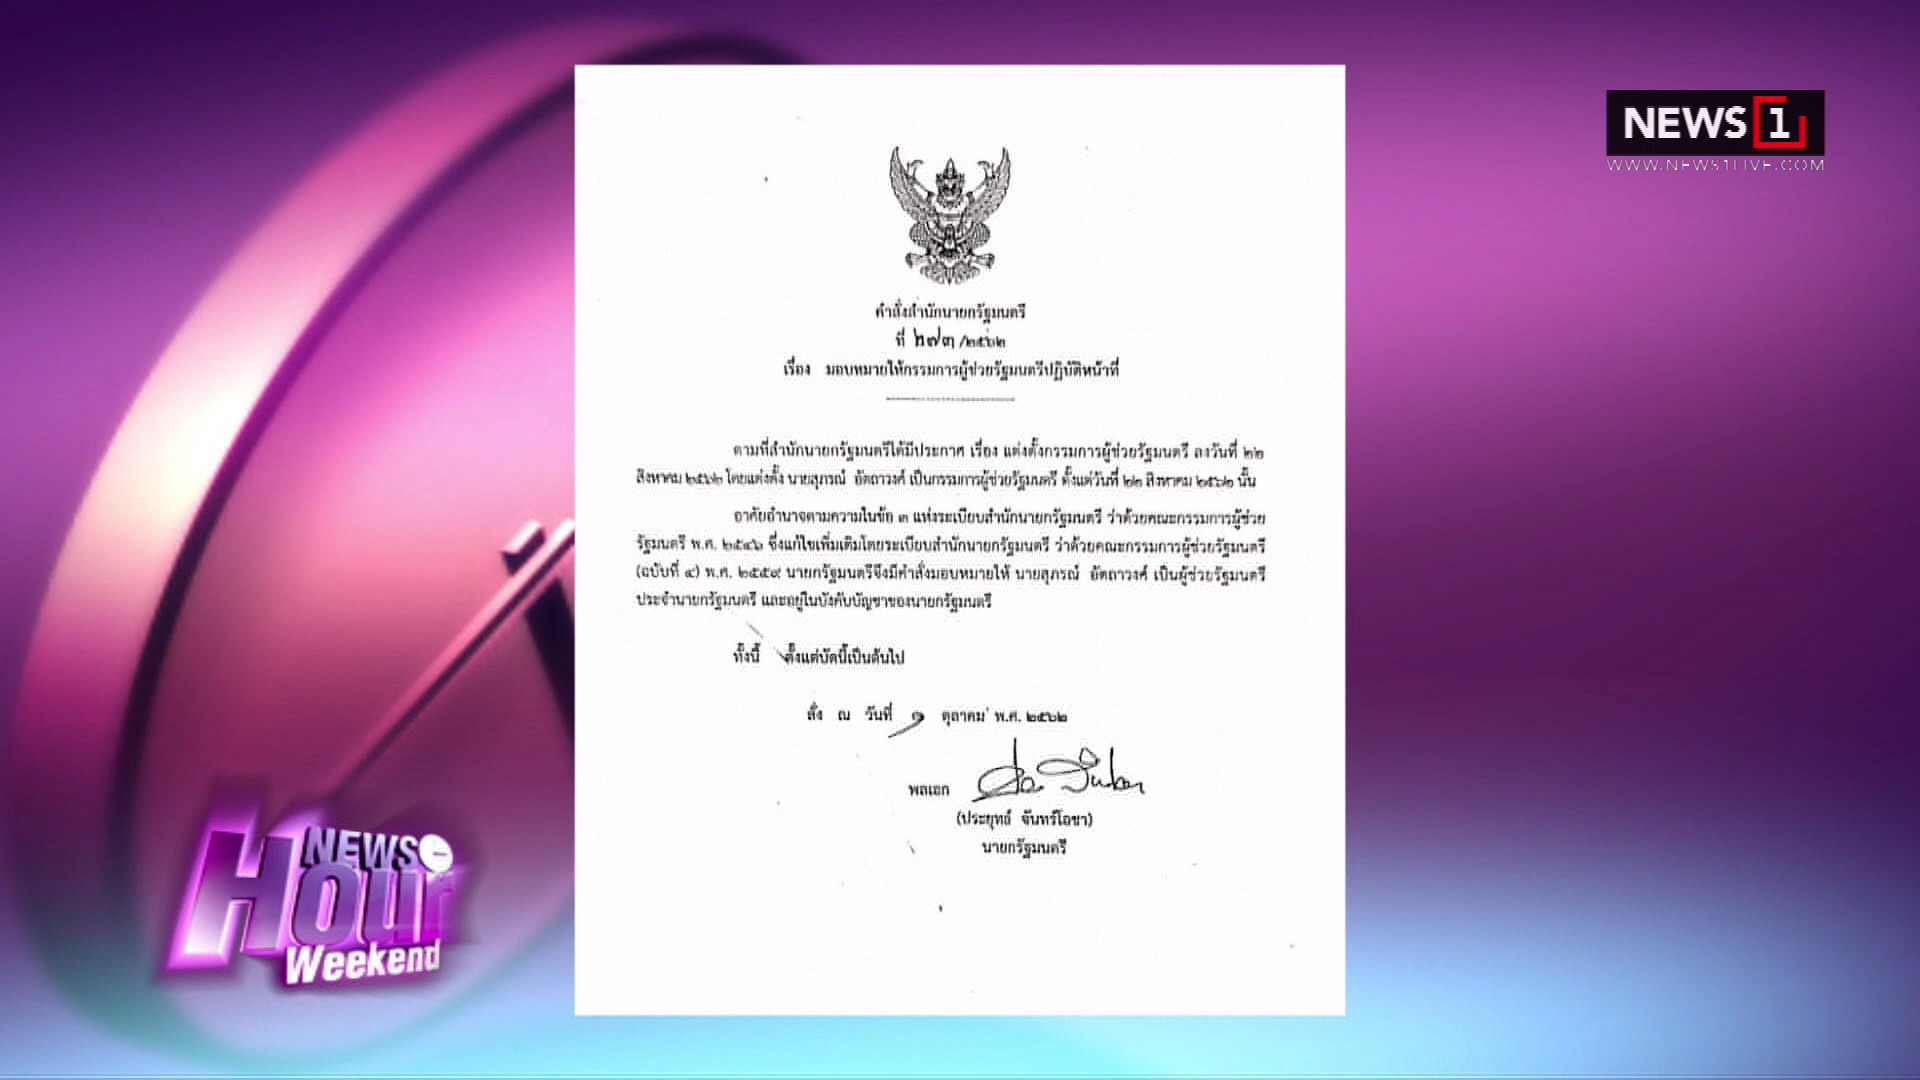 NEWS 1
WWW.NEWS1LIVE.COM
คำสั่งสำนักนายกรัฐมนตรี
ที่ ๒๗๓/๒๕๖๒
เรื่อง มอบหมายให้กรรมการผู้ช่วยรัฐมนตรีปฏิบัติหน้าที่
ตามที่สำนักนายกรัฐมนตรีได้มีประกาศ เรื่อง แต่งตั้งกรรมการผู้ช่วยรัฐมนตรี ลงวันที่ ๒๒
สิงหาคม ๒๕๖๒ โดยแต่งตั้ง นายสุภรณ์ อัตถาวงศ์ เป็นกรรมการผู้ช่วยรัฐมนตรี ตั้งแต่วันที่ ๒๒ สิงหาคม ๒๕๖๒ นั้น
อาศัยอำนาจตามความในข้อ ๓ แห่งระเบียบสำนักนายกรัฐมนตรี ว่าด้วยคณะกรรมการผู้ช่วย
รัฐมนตรี พ.ศ. ๒๕๔๖ ซึ่งแก้ไขเพิ่มเติมโดยระเบียบสำนักนายกรัฐมนตรี ว่าด้วยคณะกรรมการผู้ช่วยรัฐมนตรี
(ฉบับที่ ๔) พ.ศ. ๒๕๕๙ นายกรัฐมนตรีจึงมีคำสั่งมอบหมายให้ นายสุภรณ์ อัตถาวงศ์ เป็นผู้ช่วยรัฐมนตรี
ประจำนายกรัฐมนตรี และอยู่ในบังคับบัญชาของนายกรัฐมนตรี
ทั้งนี้ ตั้งแต่บัดนี้เป็นต้นไป
สั่ง ณ วันที่ ๑ ตุลาคม พ.ศ. ๒๕๖๒
พลเอก
(ประยุทธ์ จันทร์โอชา)
นายกรัฐมนตรี
NEWS
Hour
Weekend